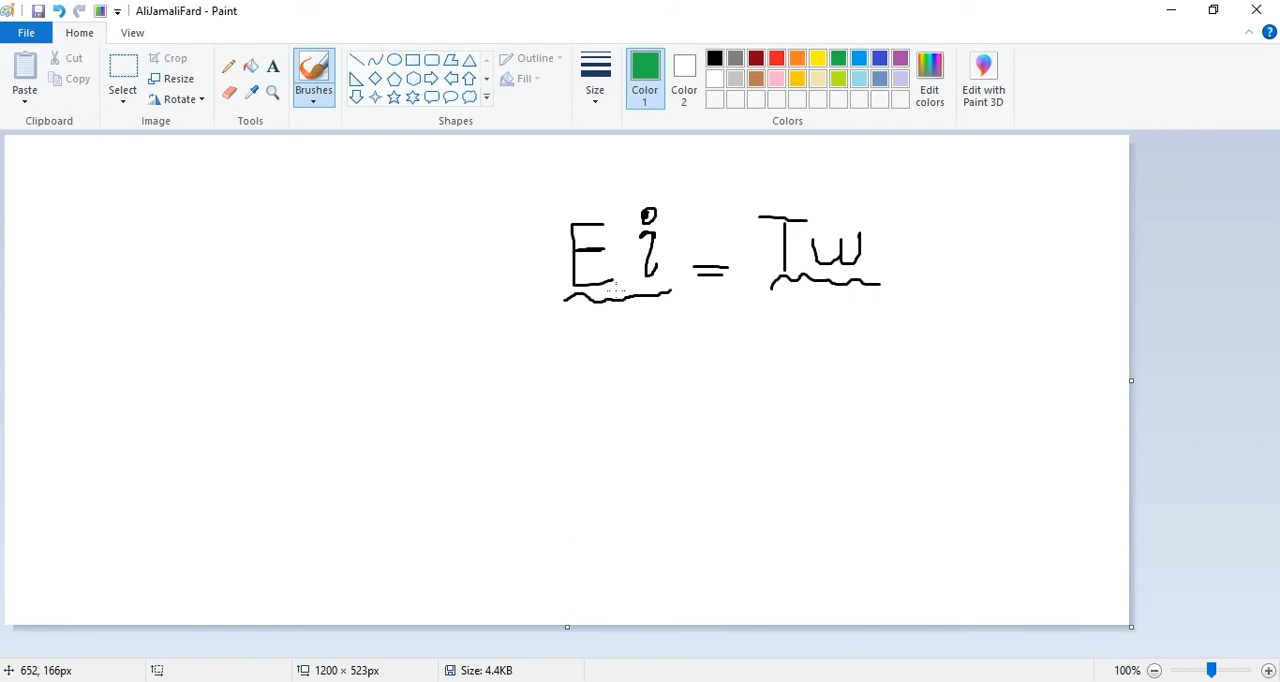 AliJamaliFard - Paint
File Home View
Paste Cut Copy Clipboard
Select Crop Resize Rotate Image
Tools
Brushes
Outline Fill Shapes
Size
Color 1 Color 2 Edit colors Colors
Edit with Paint 3D
E i = Tw
652, 166px 1200 × 523px Size: 4.4KB 100%